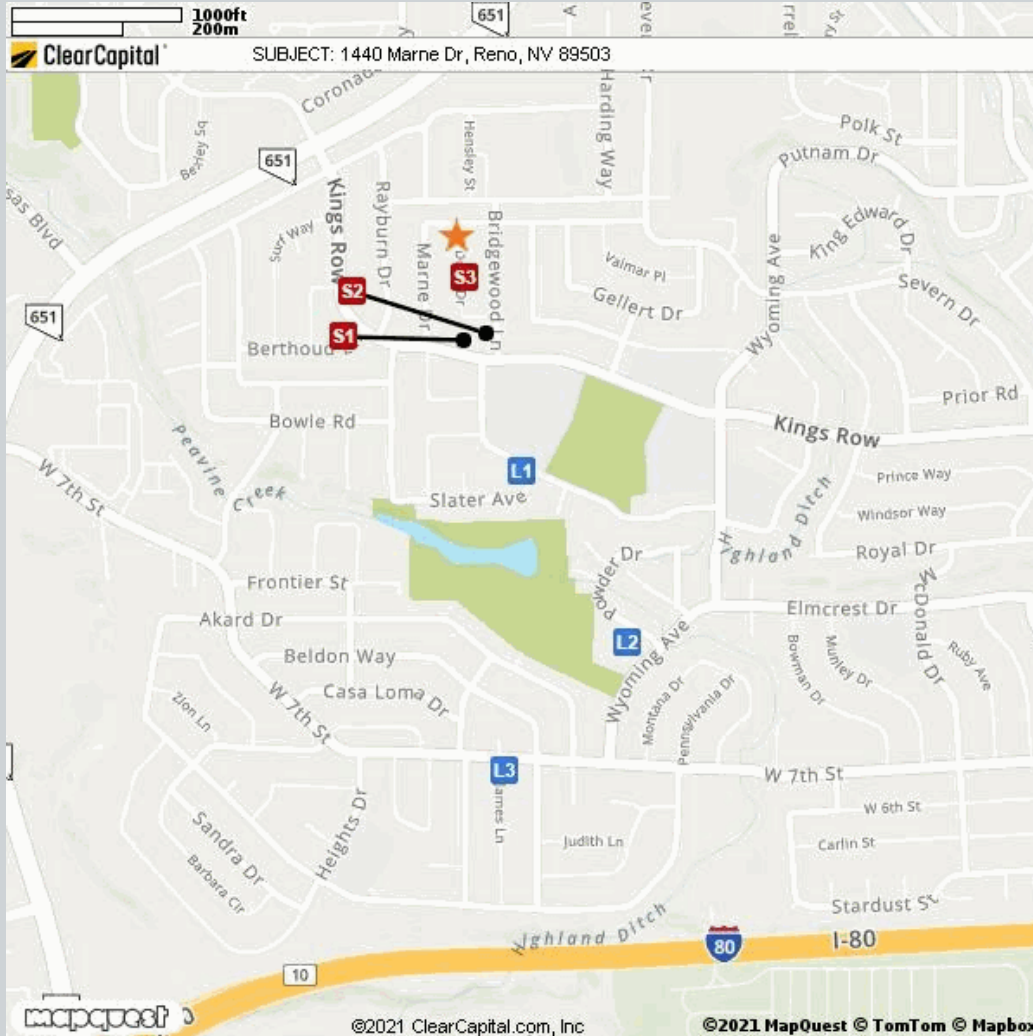 1000ft
200m
651
ClearCapital
SUBJECT: 1440 Marne Dr, Reno, NV 89503
Polk St
Putnam Dr
Harding Way
Hensley St
651
Kings Row
Rayburn Dr
Surf Way
Bridgewood Ln
King Edward Dr
Marne Dr
Valmar Pl
Wyoming Ave
Severn Dr
S3
S2
Gellert Dr
651
S1
Berthoud
Prior Rd
Bowle Rd
Kings Row
Peavine Creek
W 7th St
L1
Prince Way
Slater Ave
Windsor Way
Highland Ditch
Royal Dr
Powder Dr
Frontier St
McDonald Dr
Elmcrest Dr
Akard Dr
L2
Wyoming Ave
Bowman Dr
Munley Dr
Ruby Ave
Beldon Way
Casa Loma Dr
Montana Dr
Pennsylvania Dr
Zion Ln
W 7th St
L3
W 7th St
James Ln
W 6th St
Heights Dr
Judith Ln
Carlin St
Sandra Dr
Barbara Cir
Stardust St
Highland Ditch
80
I-80
10
mapquest
©2021 ClearCapital.com, Inc
©2021 MapQuest © TomTom © Mapbox